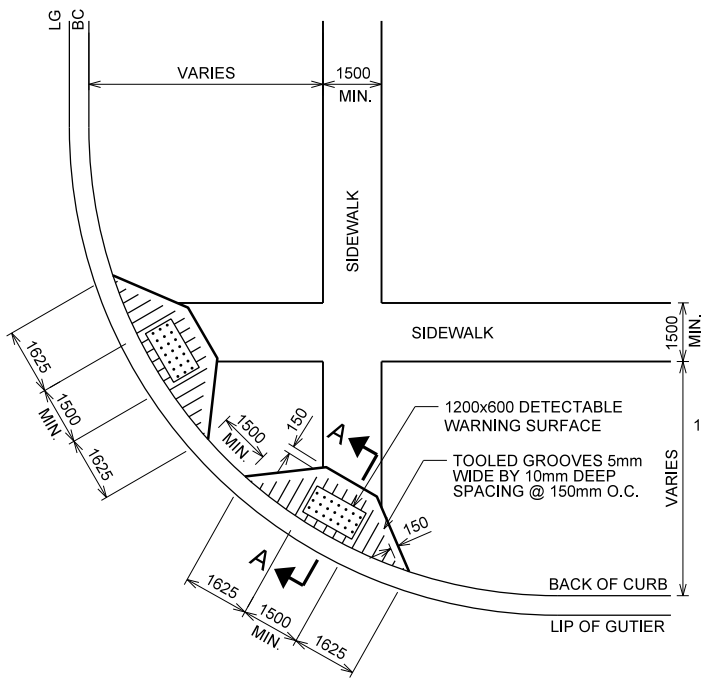 LG
BC
VARIES
1500
MIN.
SIDEWALK
SIDEWALK
1500
MIN.
1625
1500
MIN.
1625
1500
MIN.
150
A
1200x600 DETECTABLE
WARNING SURFACE
TOOLED GROOVES 5mm
WIDE BY 10mm DEEP
SPACING @ 150mm O.C.
VARIES
1
150
A
1625
1500
MIN.
1625
BACK OF CURB
LIP OF GUTIER